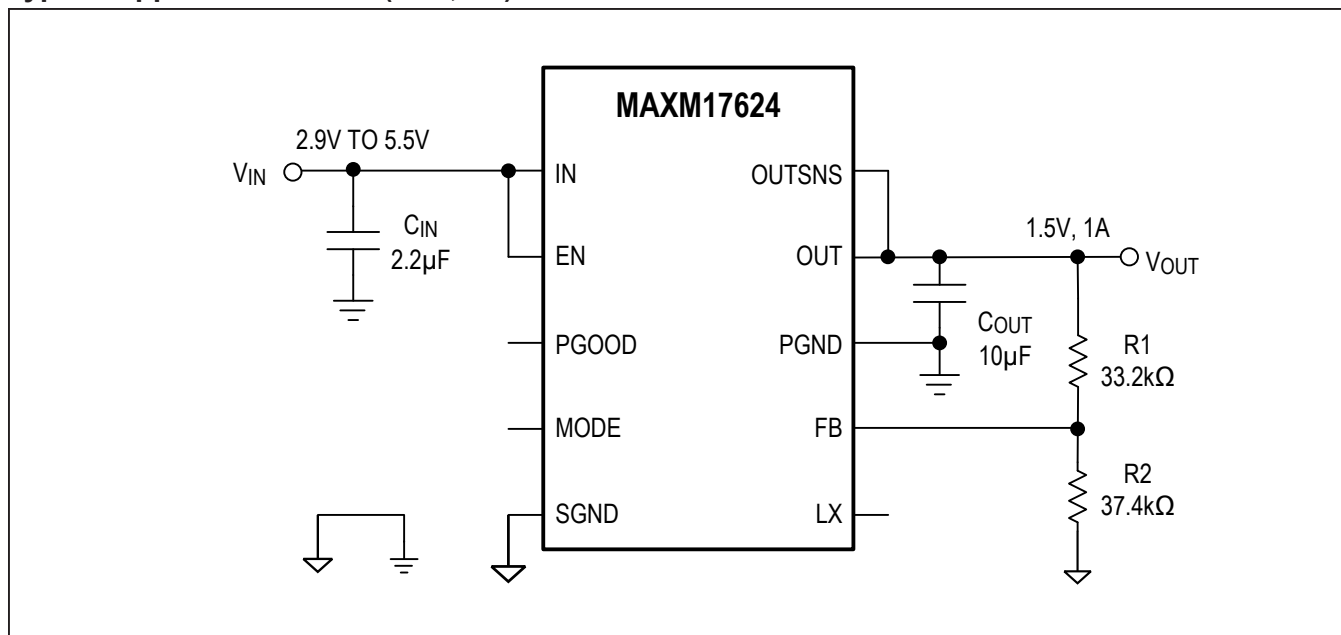 MAXM17624
2.9V TO 5.5V
VIN
IN
OUTSNS
CIN
2.2µF
EN
OUT
1.5V, 1A
VOUT
PGOOD
PGND
COUT
10µF
R1
33.2kΩ
MODE
FB
R2
37.4kΩ
SGND
LX